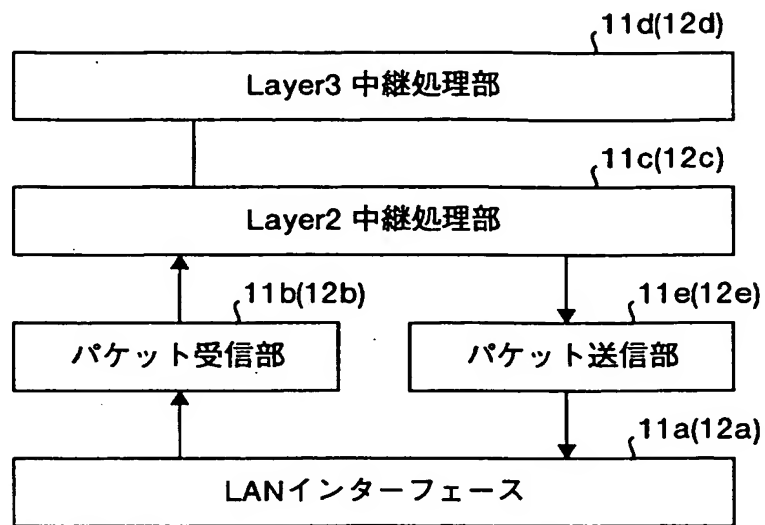 11d(12d)
Layer3 中継処理部
11c(12c)
Layer2 中継処理部
11b(12b)
11e(12e)
パケット受信部
パケット送信部
11a(12a)
LANインターフェース